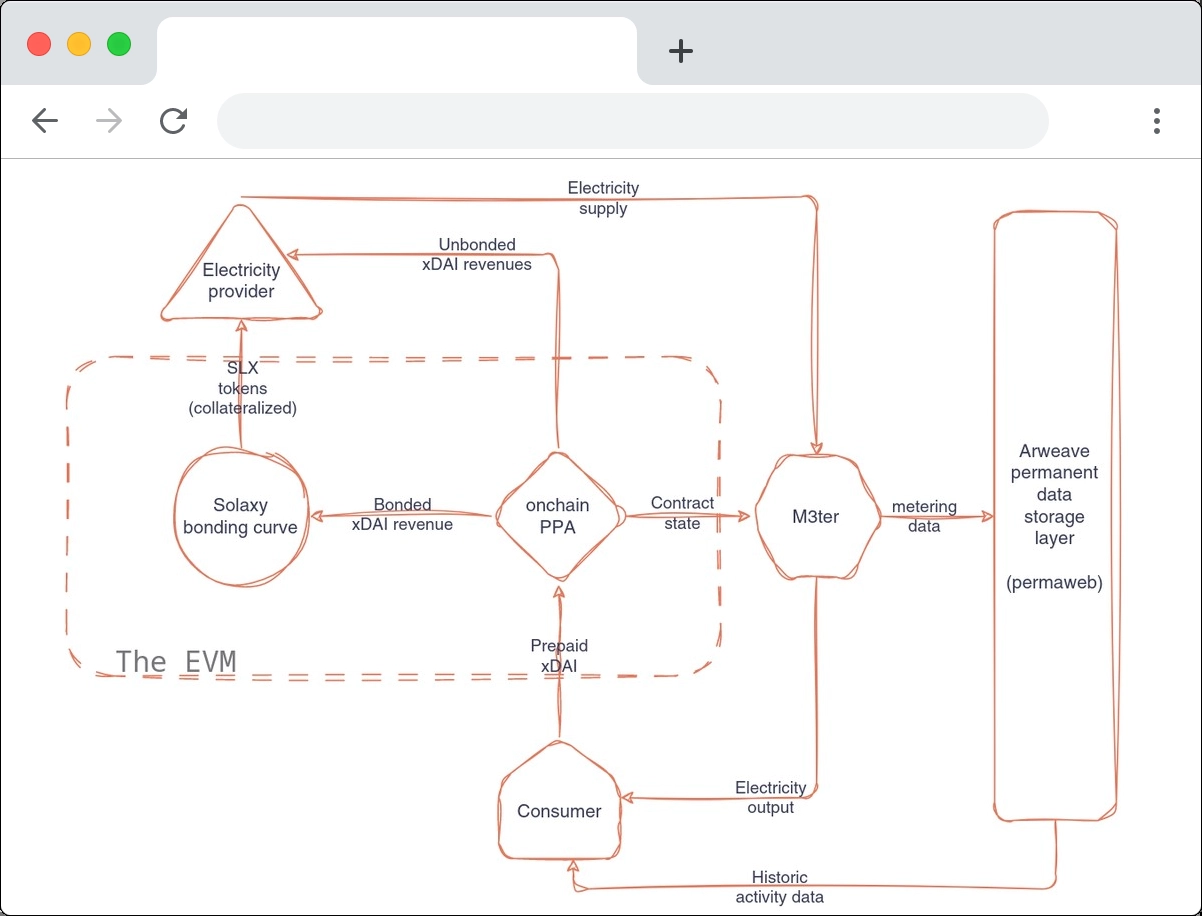 Electricity
supply
Unbonded
xDAI revenues
Electricity
provider
SLX
tokens
(collateralized)
Solaxy
bonding curve
Bonded
xDAI revenue
onchain
PPA
Contract
state
M3ter
metering
data
Arweave
permanent
data
storage
layer
(permaweb)
The EVM
Prepaid
xDAI
Consumer
Electricity
output
Historic
activity data